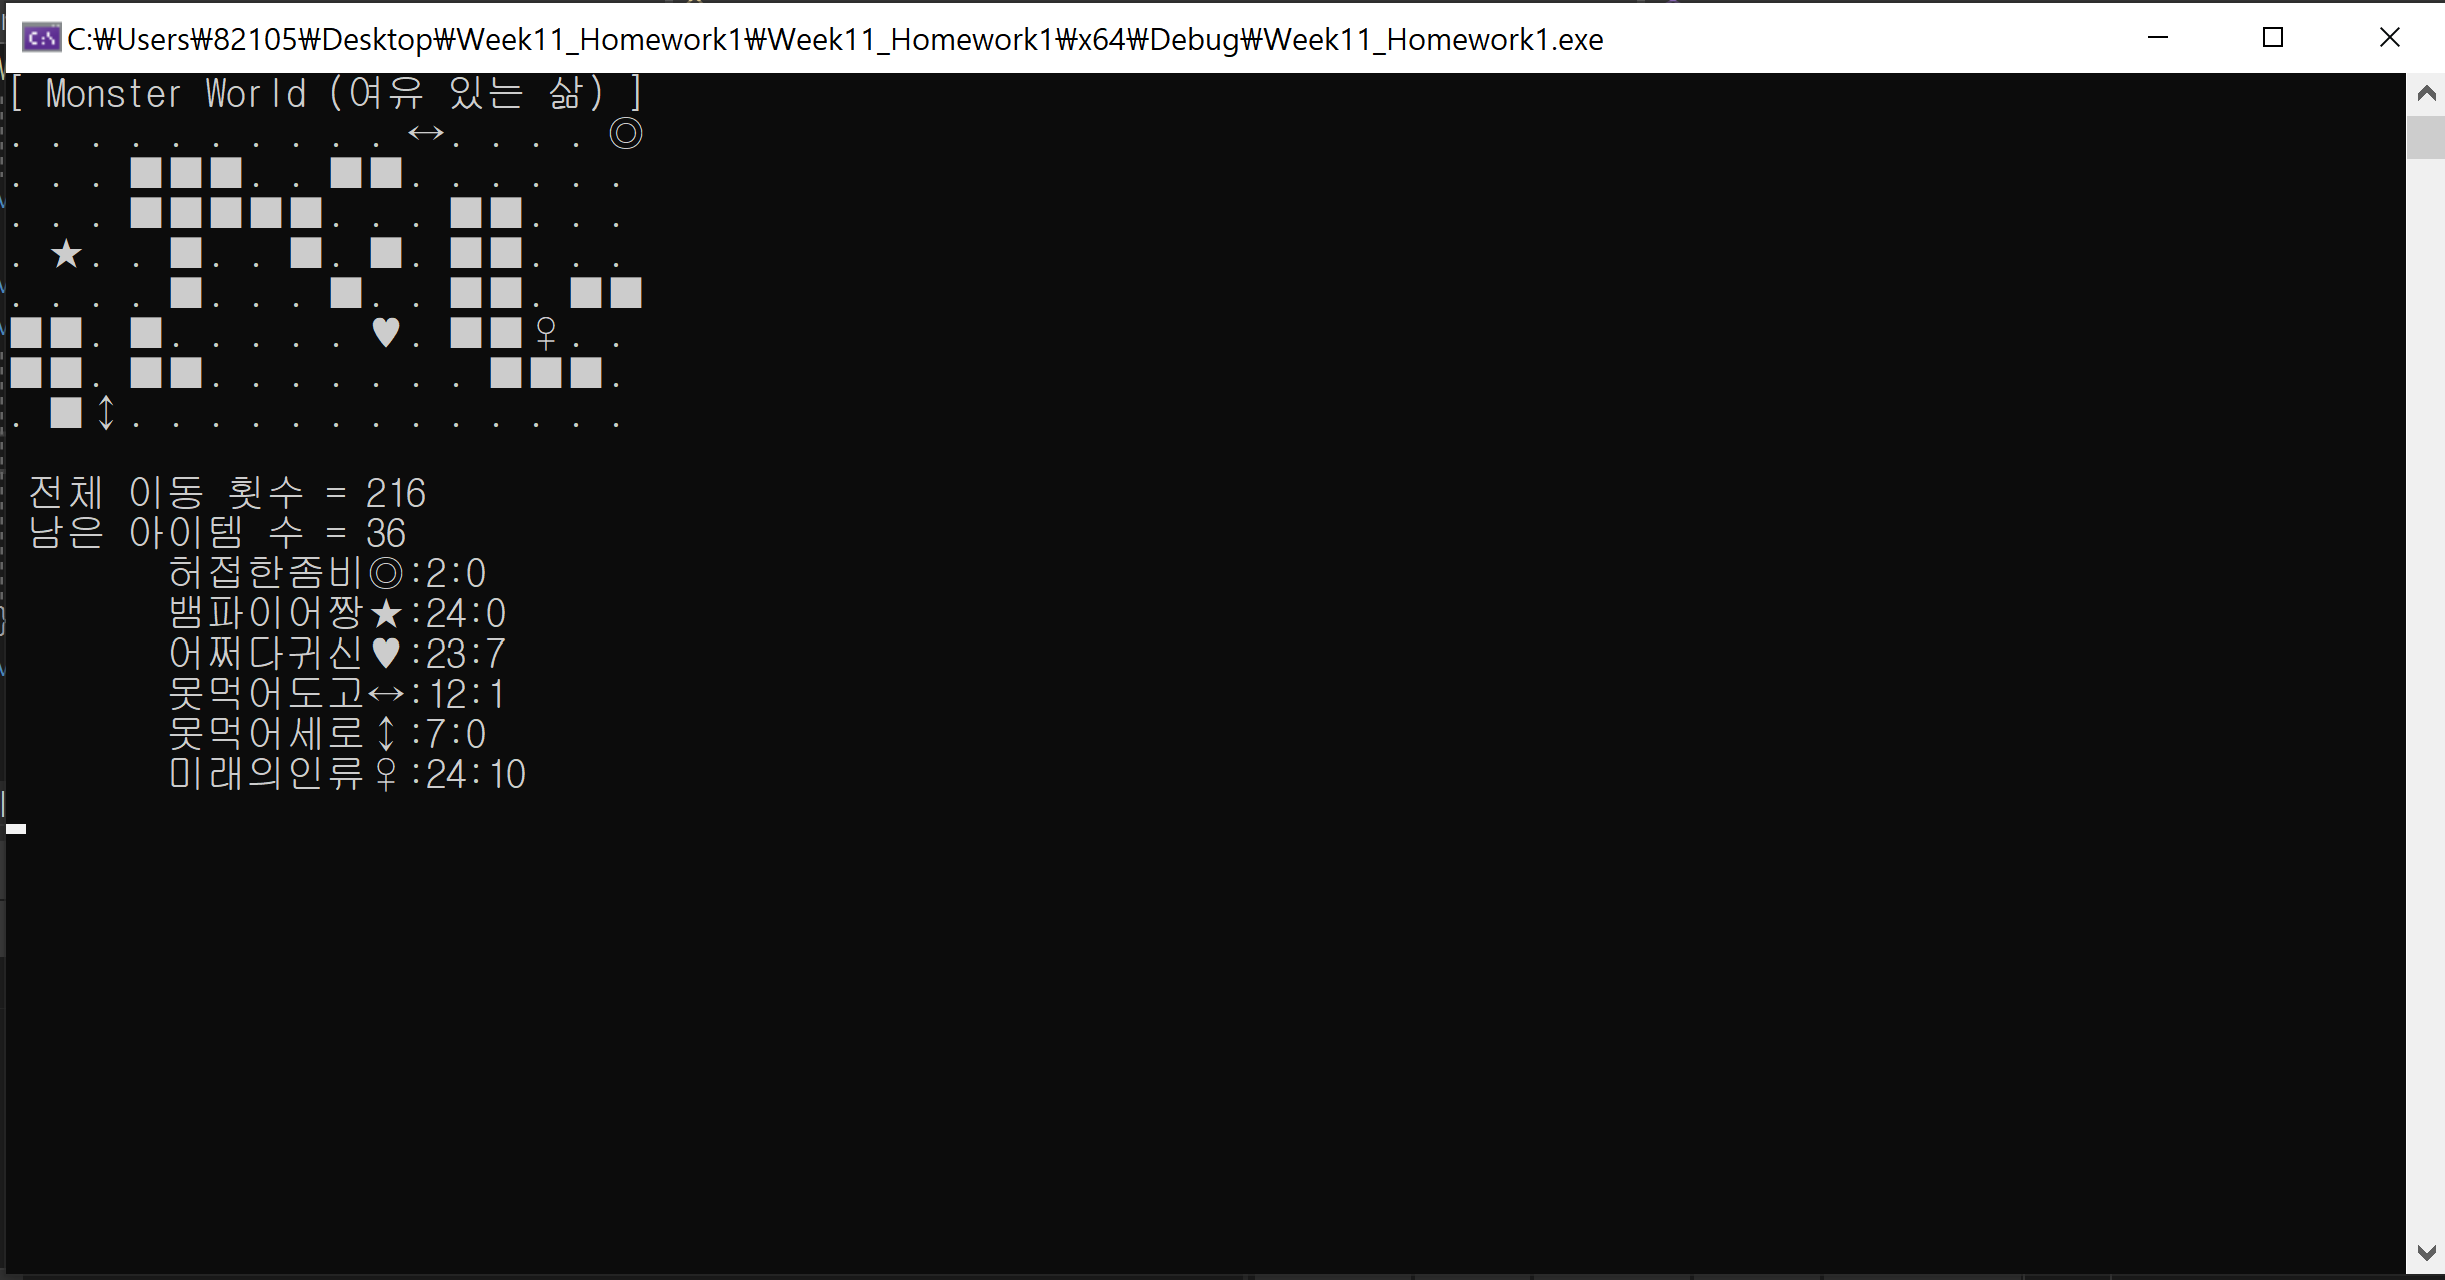 C:₩Users₩82105₩Desktop₩Week11_Homework1₩Week11_Homework1₩x64₩Debug₩Week11_Homework1.exe
[ Monster World (여유 있는 삶) ]
. . . . . . . . . . ↔. . . . ◎
. . . ■■■. . ■■. . . . . .
. . . ■■■■■. . . ■■. . .
. ★. . ■. . ■. ■. ■■. . .
. . . . ■. . . ■. . ■■. ■■
■■. ■. . . . . ♥. ■■♀. .
■■. ■■. . . . . . . ■■■.
. ■↕. . . . . . . . . . . . .
전체 이동 횟수 = 216
남은 아이템 수 = 36
허접한좀비◎:2:0
뱀파이어짱★:24:0
어쩌다귀신♥:23:7
못먹어도고↔:12:1
못먹어세로↕:7:0
미래의인류♀:24:10